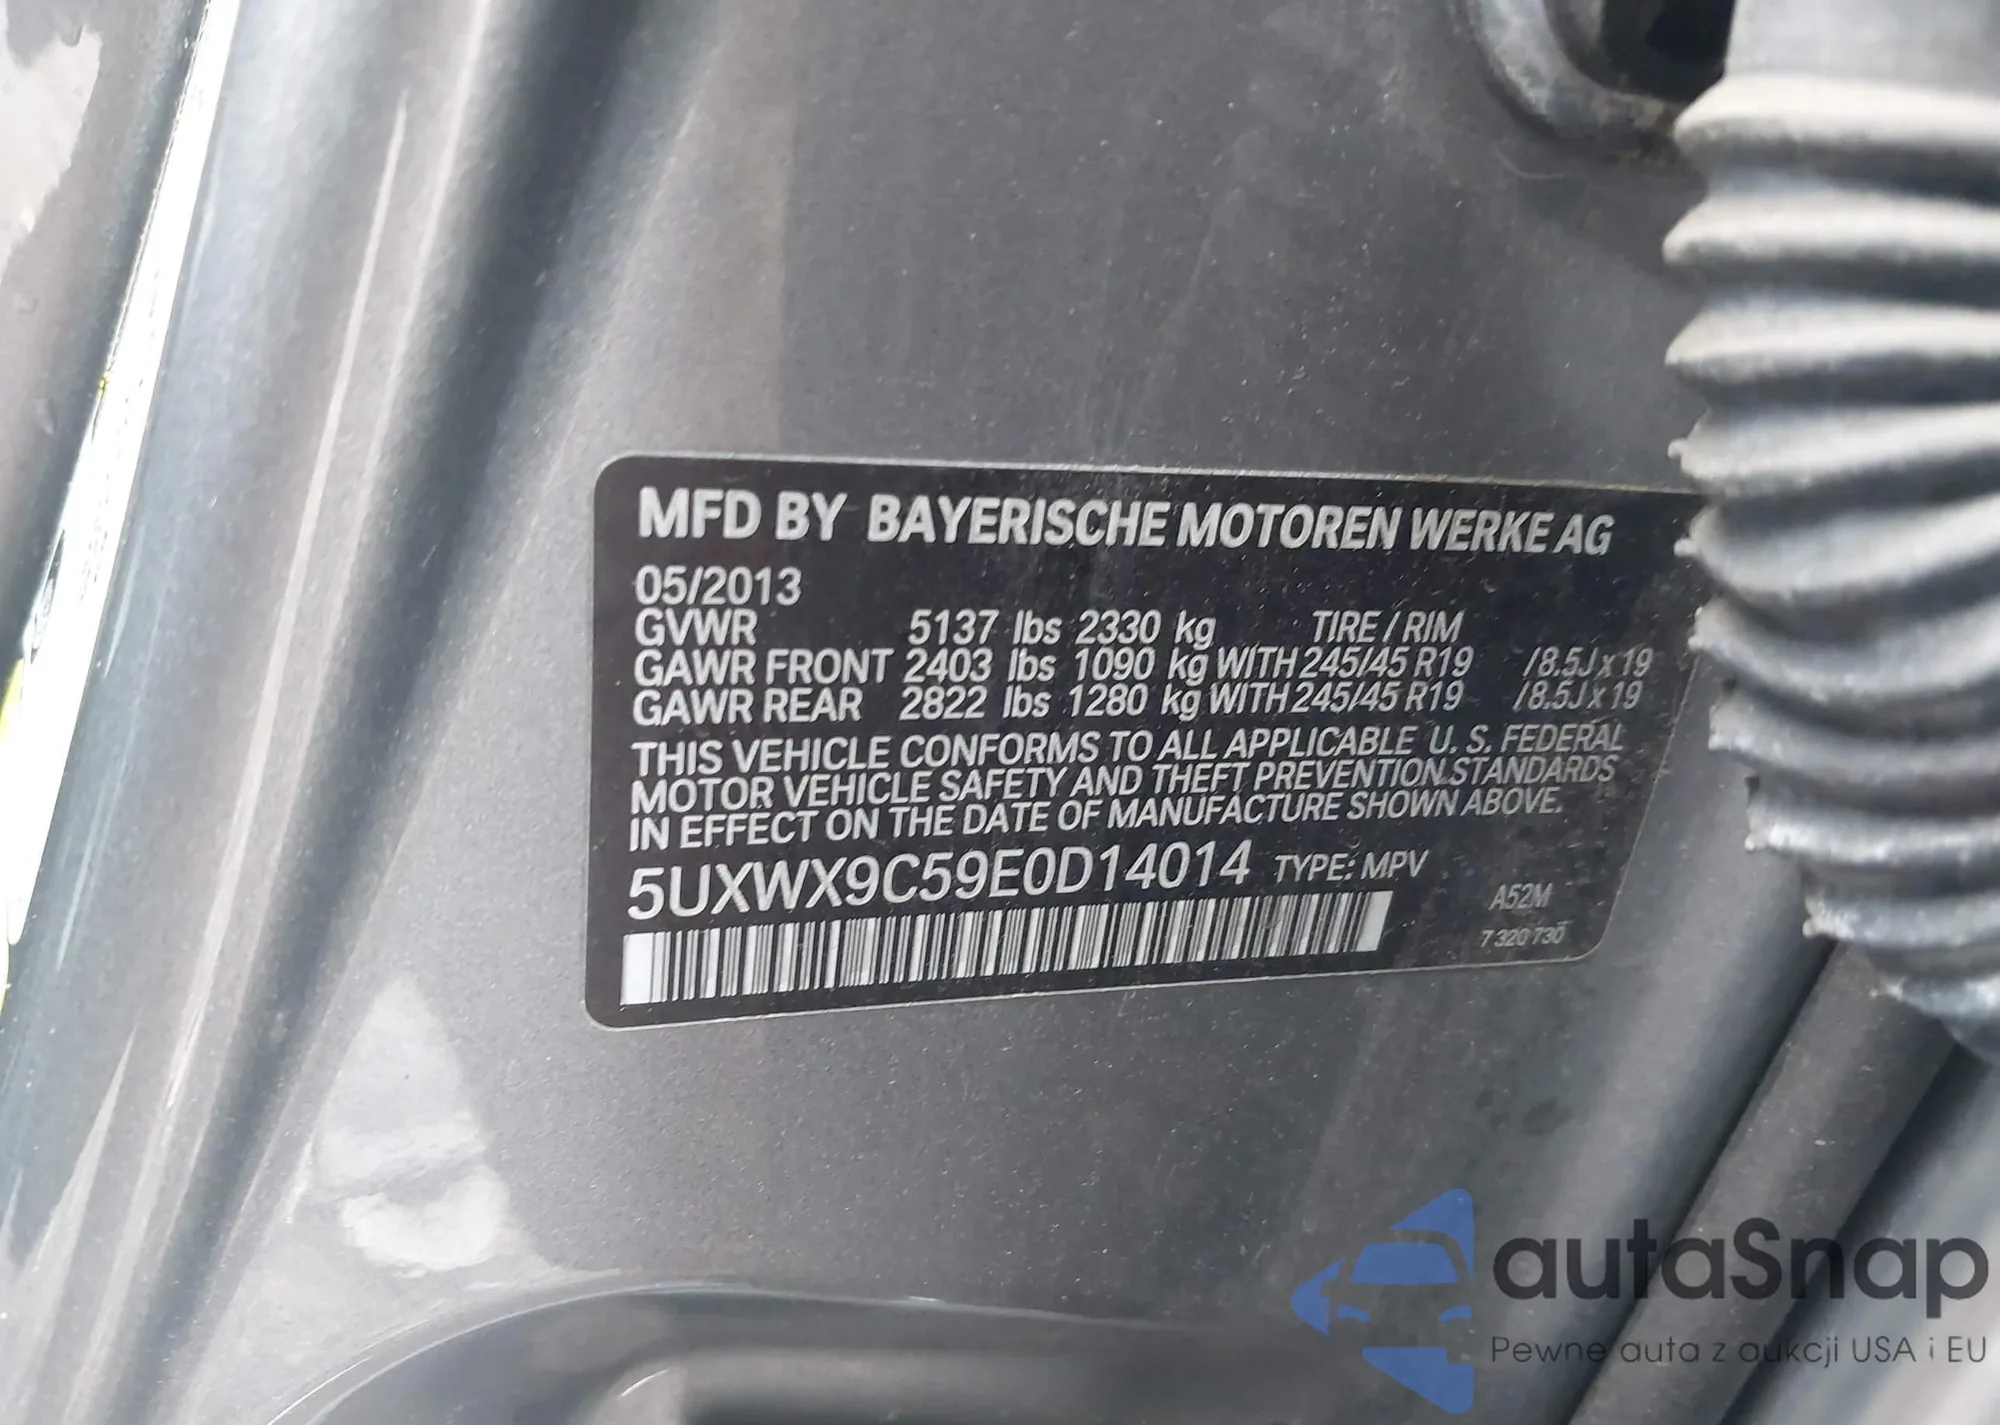 MFD BY BAYERISCHE MOTOREN WERKE AG
05/2013
GVWR 5137 lbs 2330 kg TIRE / RIM
GAWR FRONT 2403 lbs 1090 kg WITH 245/45 R19 /8.5J x 19
GAWR REAR 2822 lbs 1280 kg WITH 245/45 R19 /8.5J x 19
THIS VEHICLE CONFORMS TO ALL APPLICABLE U. S. FEDERAL
MOTOR VEHICLE SAFETY AND THEFT PREVENTION STANDARDS
IN EFFECT ON THE DATE OF MANUFACTURE SHOWN ABOVE.
5UXWX9C59E0D14014 TYPE: MPV
A52M
7 320 730
autaSnap
Pewne auta z aukcji USA i EU